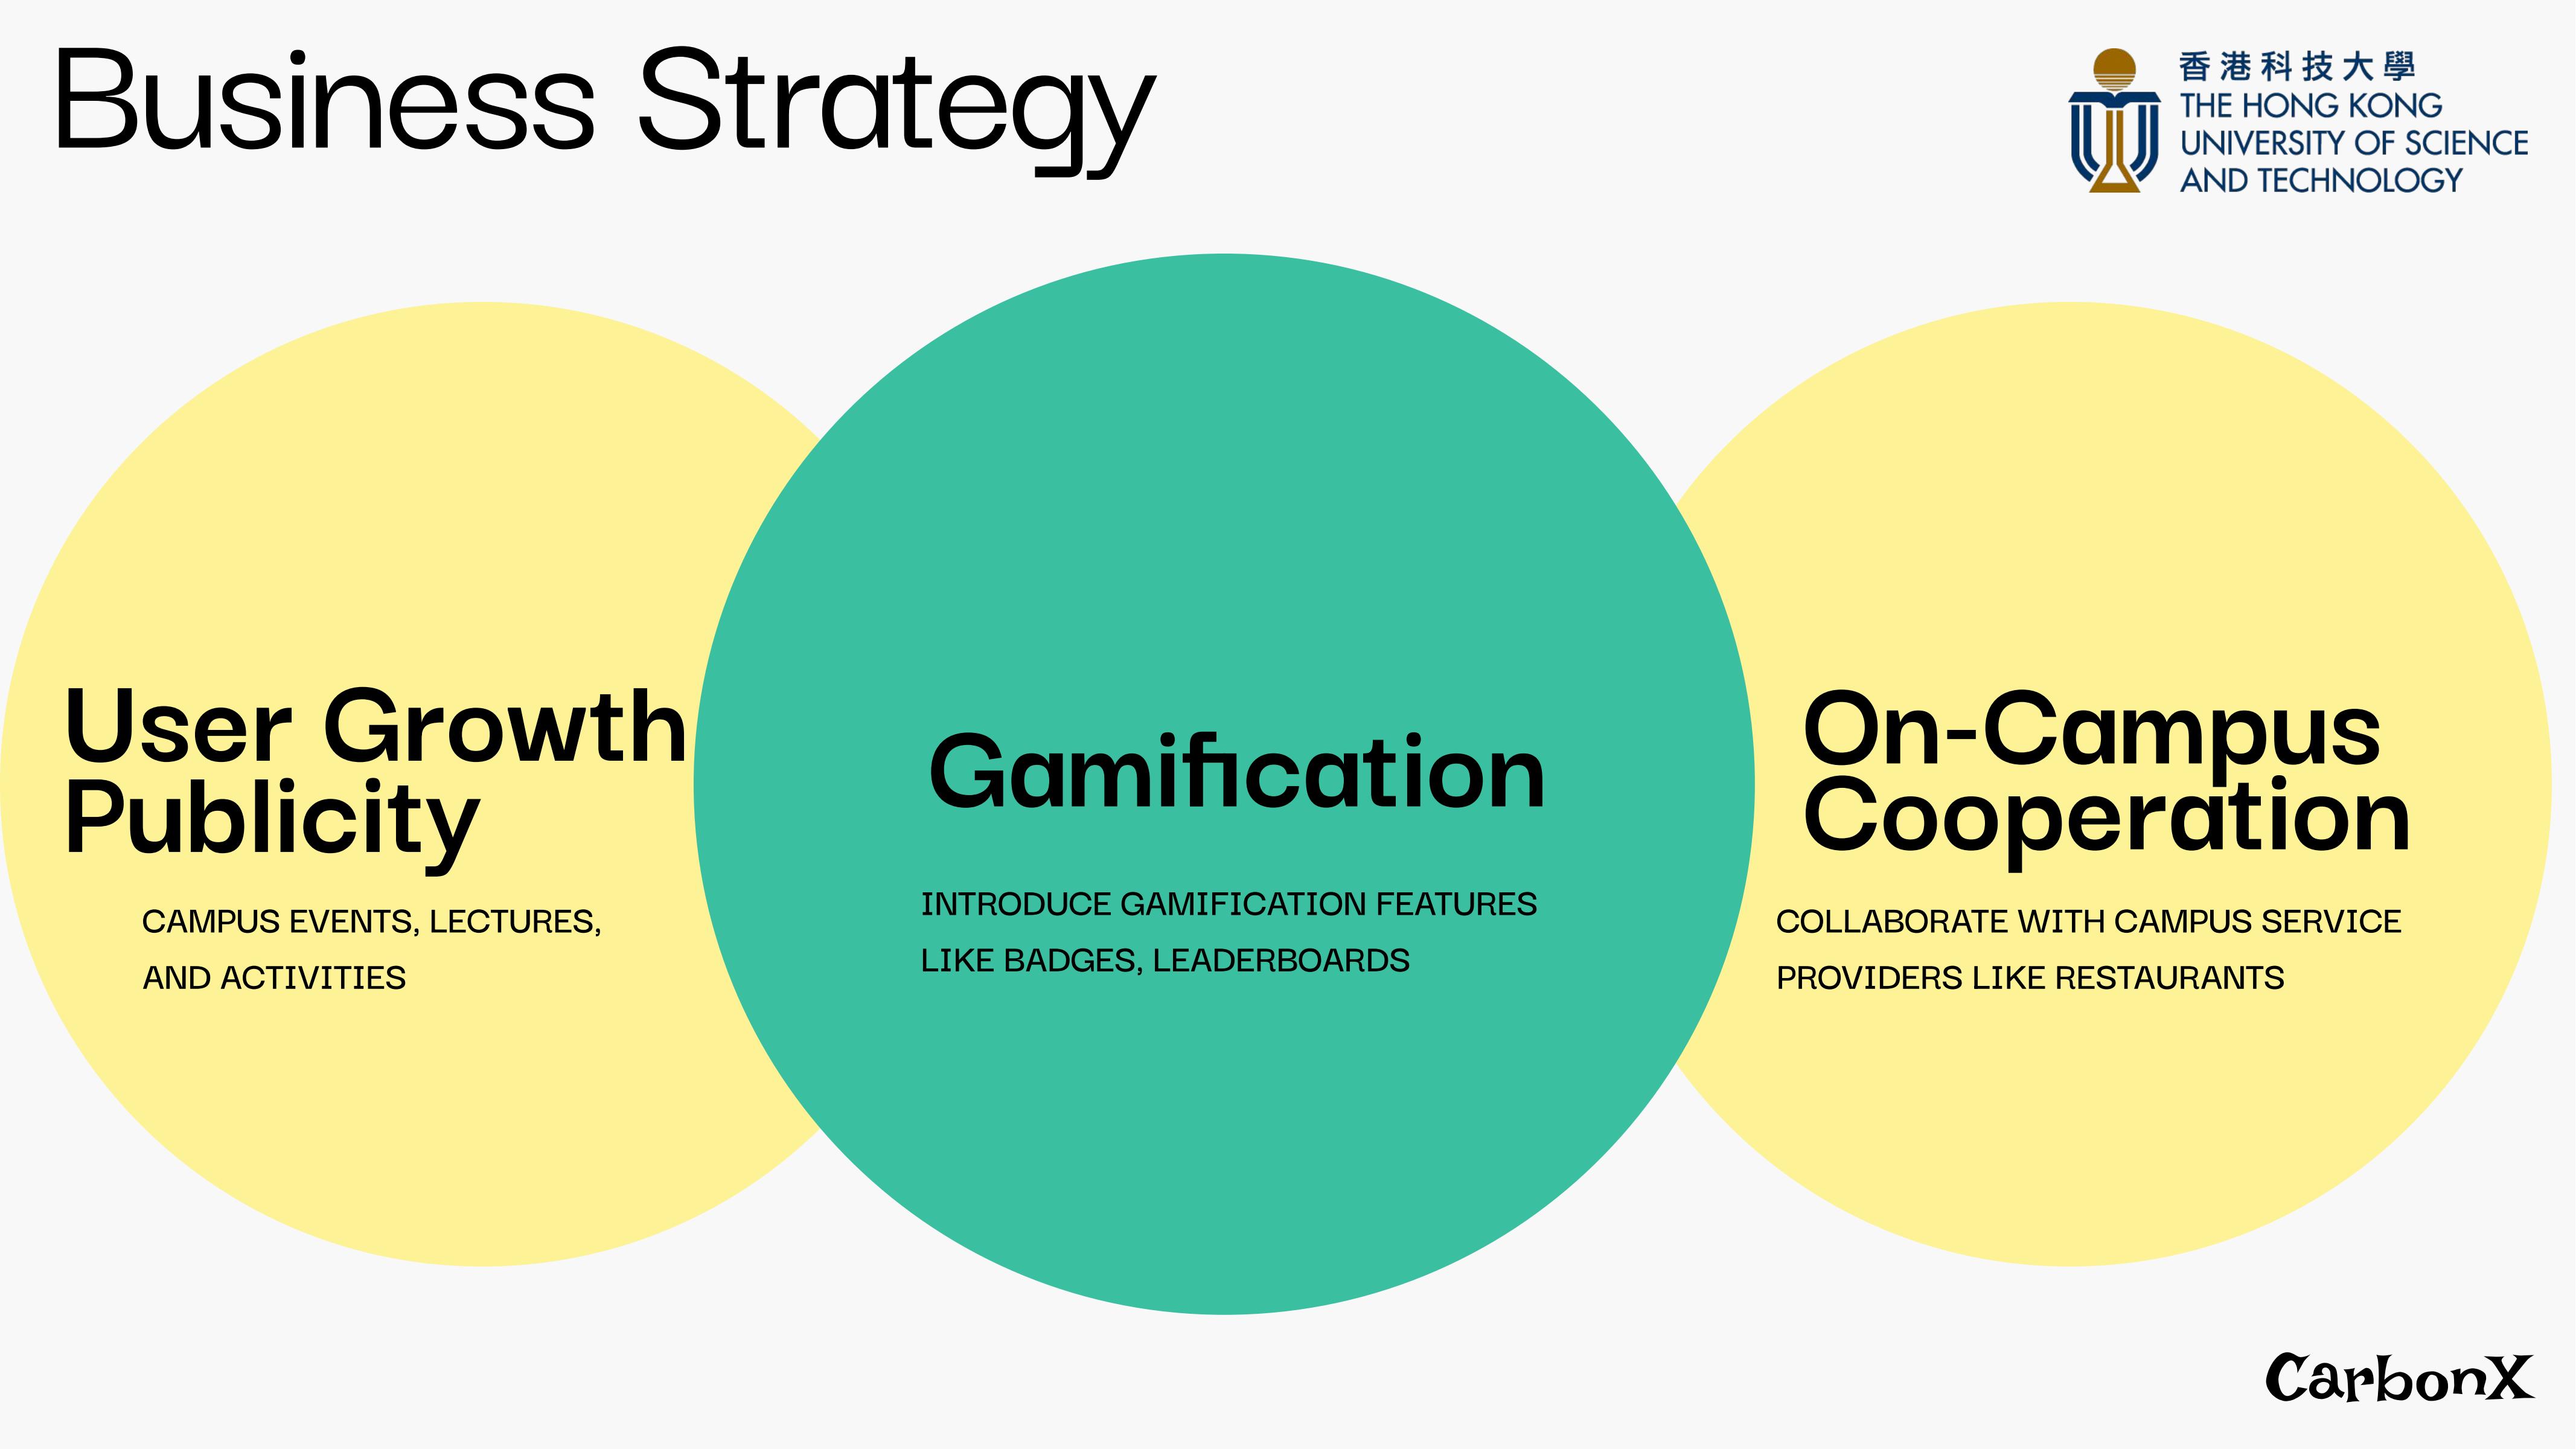 Business Strategy
香港科技大學
THE HONG KONG
UNIVERSITY OF SCIENCE
AND TECHNOLOGY
User Growth
Publicity
CAMPUS EVENTS, LECTURES,
AND ACTIVITIES
Gamification
INTRODUCE GAMIFICATION FEATURES
LIKE BADGES, LEADERBOARDS
On-Campus
Cooperation
COLLABORATE WITH CAMPUS SERVICE
PROVIDERS LIKE RESTAURANTS
CarbonX